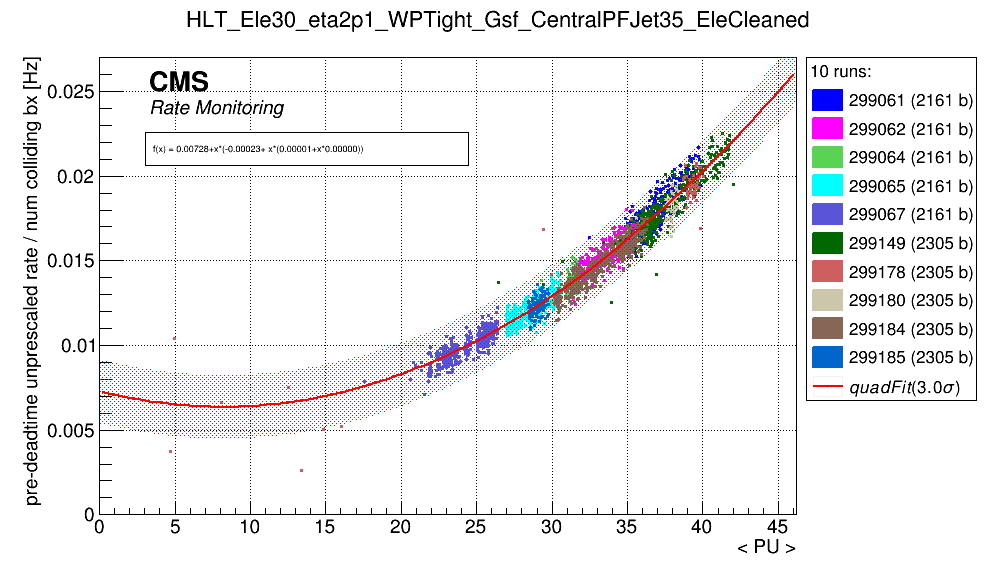 HLT_Ele30_eta2p1_WPTight_Gsf_CentralPFJet35_EleCleaned
pre-deadtime unprescaled rate / num colliding bx [Hz]
CMS
Rate Monitoring
f(x) = 0.00728+x*(-0.00023+ x*(0.00001+x*0.00000))
0.025
0.02
0.015
0.01
0.005
0
0 5 10 15 20 25 30 35 40 45
< PU >
10 runs:
299061 (2161 b)
299062 (2161 b)
299064 (2161 b)
299065 (2161 b)
299067 (2161 b)
299149 (2305 b)
299178 (2305 b)
299180 (2305 b)
299184 (2305 b)
299185 (2305 b)
quadFit(3.0σ)